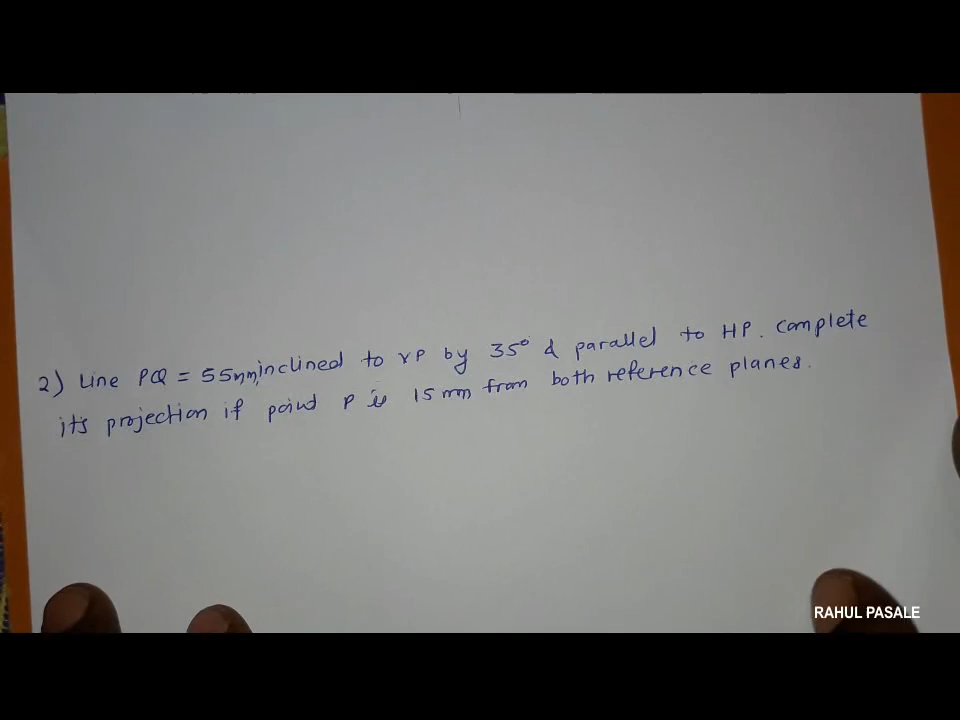 2) Line PQ = 55mm, inclined to VP by 35° & parallel to HP. complete
it's projection if point P is 15 mm from both reference planes.
RAHUL PASALE